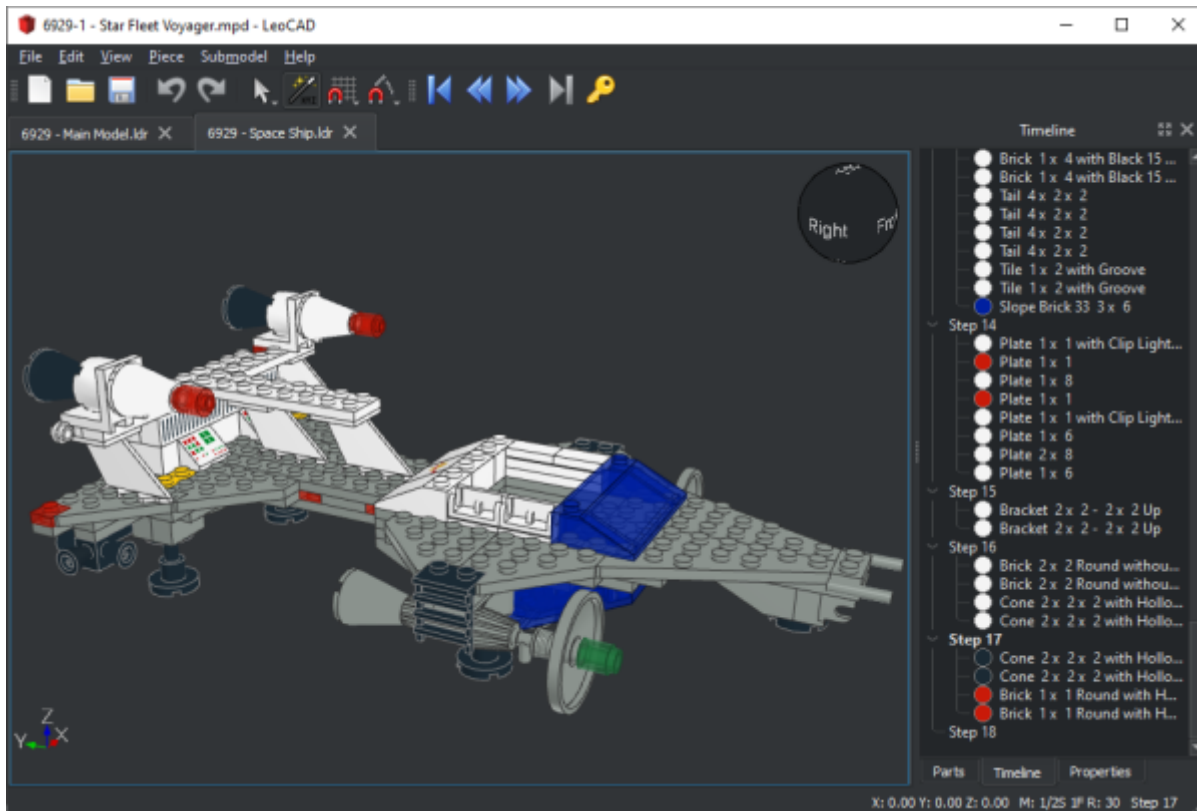 6929-1 - Star Fleet Voyager.mpd - LeoCAD
File Edit View Piece Submodel Help
6929 - Main Model.ldr
6929 - Space Ship.ldr
Timeline
Brick 1 x 4 with Black 15 ...
Brick 1 x 4 with Black 15 ...
Tail 4 x 2 x 2
Tail 4 x 2 x 2
Tail 4 x 2 x 2
Tail 4 x 2 x 2
Tile 1 x 2 with Groove
Tile 1 x 2 with Groove
Slope Brick 33 3 x 6
Step 14
Plate 1 x 1 with Clip Light...
Plate 1 x 1
Plate 1 x 8
Plate 1 x 1
Plate 1 x 1 with Clip Light...
Plate 1 x 6
Plate 2 x 8
Plate 1 x 6
Step 15
Bracket 2 x 2 - 2 x 2 Up
Bracket 2 x 2 - 2 x 2 Up
Step 16
Brick 2 x 2 Round withou...
Brick 2 x 2 Round withou...
Cone 2 x 2 x 2 with Hollo...
Cone 2 x 2 x 2 with Hollo...
Step 17
Cone 2 x 2 x 2 with Hollo...
Cone 2 x 2 x 2 with Hollo...
Brick 1 x 1 Round with H...
Brick 1 x 1 Round with H...
Step 18
Right
Z
Y X
Parts Timeline Properties
X: 0.00 Y: 0.00 Z: 0.00 M: 1/2S 1F R: 30 Step 17